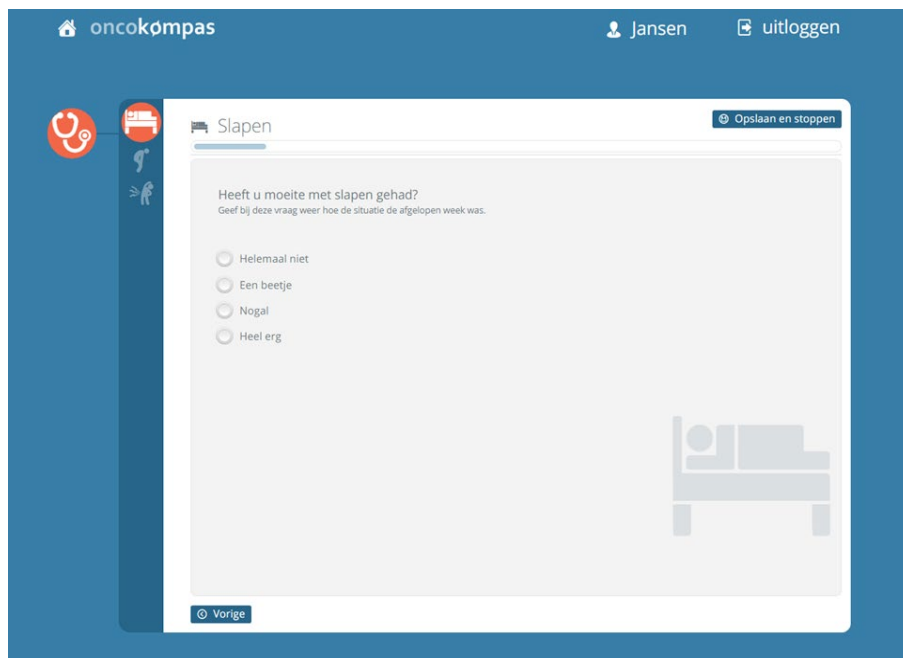 oncokømpas
Jansen
uitloggen
Slapen
Opslaan en stoppen
Heeft u moeite met slapen gehad?
Geef bij deze vraag weer hoe de situatie de afgelopen week was.
Helemaal niet
Een beetje
Nogal
Heel erg
Vorige